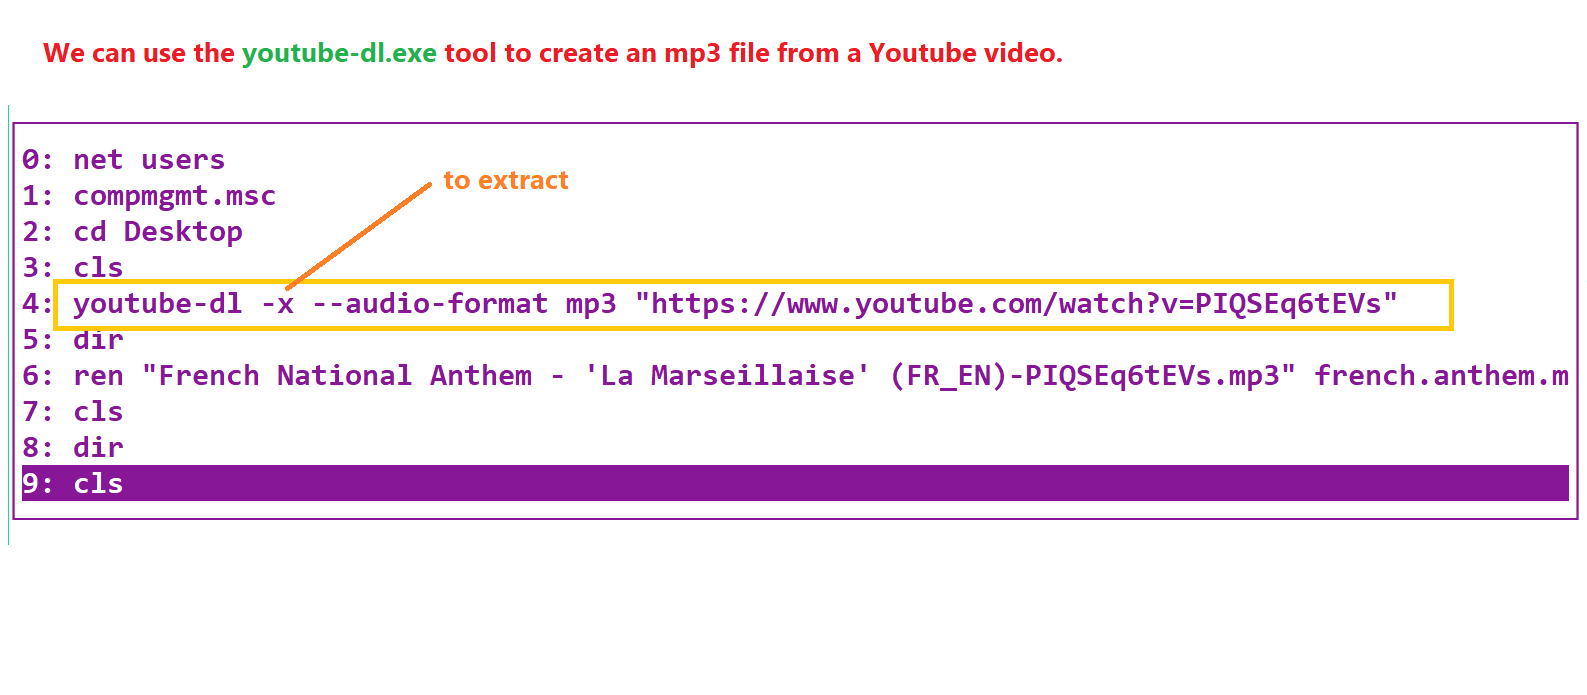 We can use the youtube-dl.exe tool to create an mp3 file from a Youtube video.
0: net users
to extract
1: compmgmt.msc
2: cd Desktop
3: cls
4: youtube-dl -x --audio-format mp3 "https://www.youtube.com/watch?v=PIQSEq6tEVs"
5: dir
6: ren "French National Anthem - 'La Marseillaise' (FR_EN)-PIQSEq6tEVs.mp3" french.anthem.m
7: cls
8: dir
9: cls